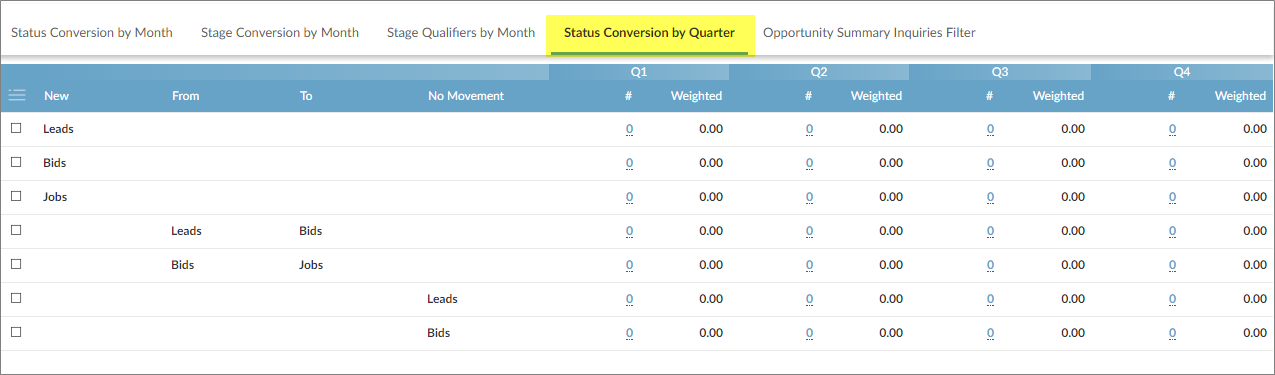 Status Conversion by Month Stage Conversion by Month Stage Qualifiers by Month Status Conversion by Quarter Opportunity Summary Inquiries Filter
Q1 Q2 Q3 Q4
New From To No Movement # Weighted # Weighted # Weighted # Weighted
Leads 0 0.00 0 0.00 0 0.00 0 0.00
Bids 0 0.00 0 0.00 0 0.00 0 0.00
Jobs 0 0.00 0 0.00 0 0.00 0 0.00
Leads Bids 0 0.00 0 0.00 0 0.00 0 0.00
Bids Jobs 0 0.00 0 0.00 0 0.00 0 0.00
Leads 0 0.00 0 0.00 0 0.00 0 0.00
Bids 0 0.00 0 0.00 0 0.00 0 0.00